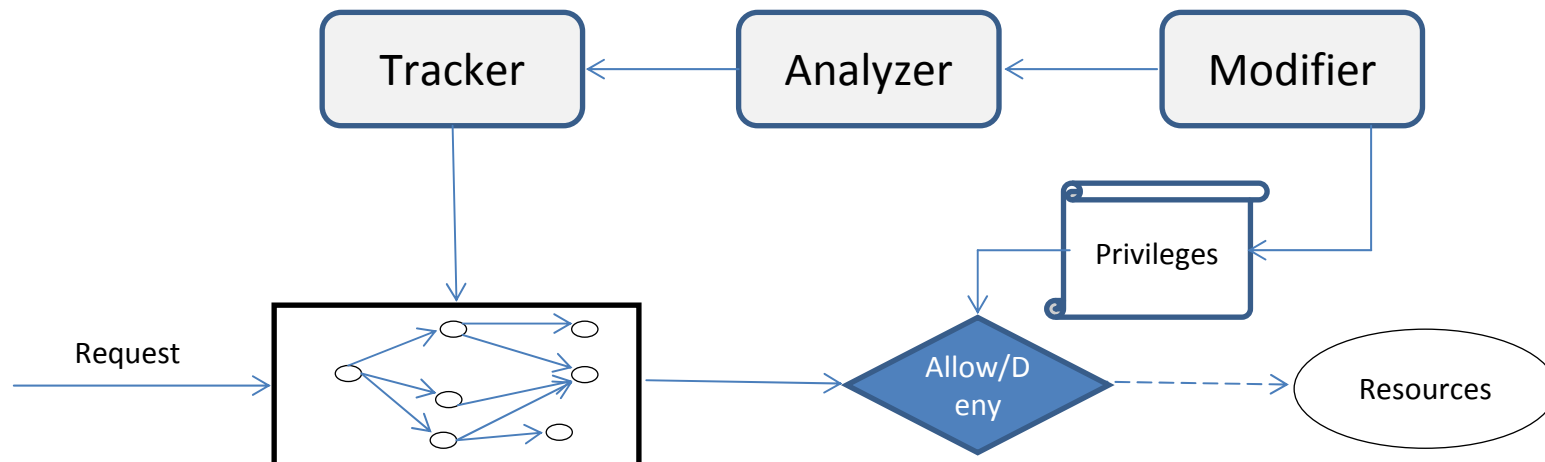 Tracker
Analyzer
Modifier
Privileges
Request
Allow/D
eny
Resources